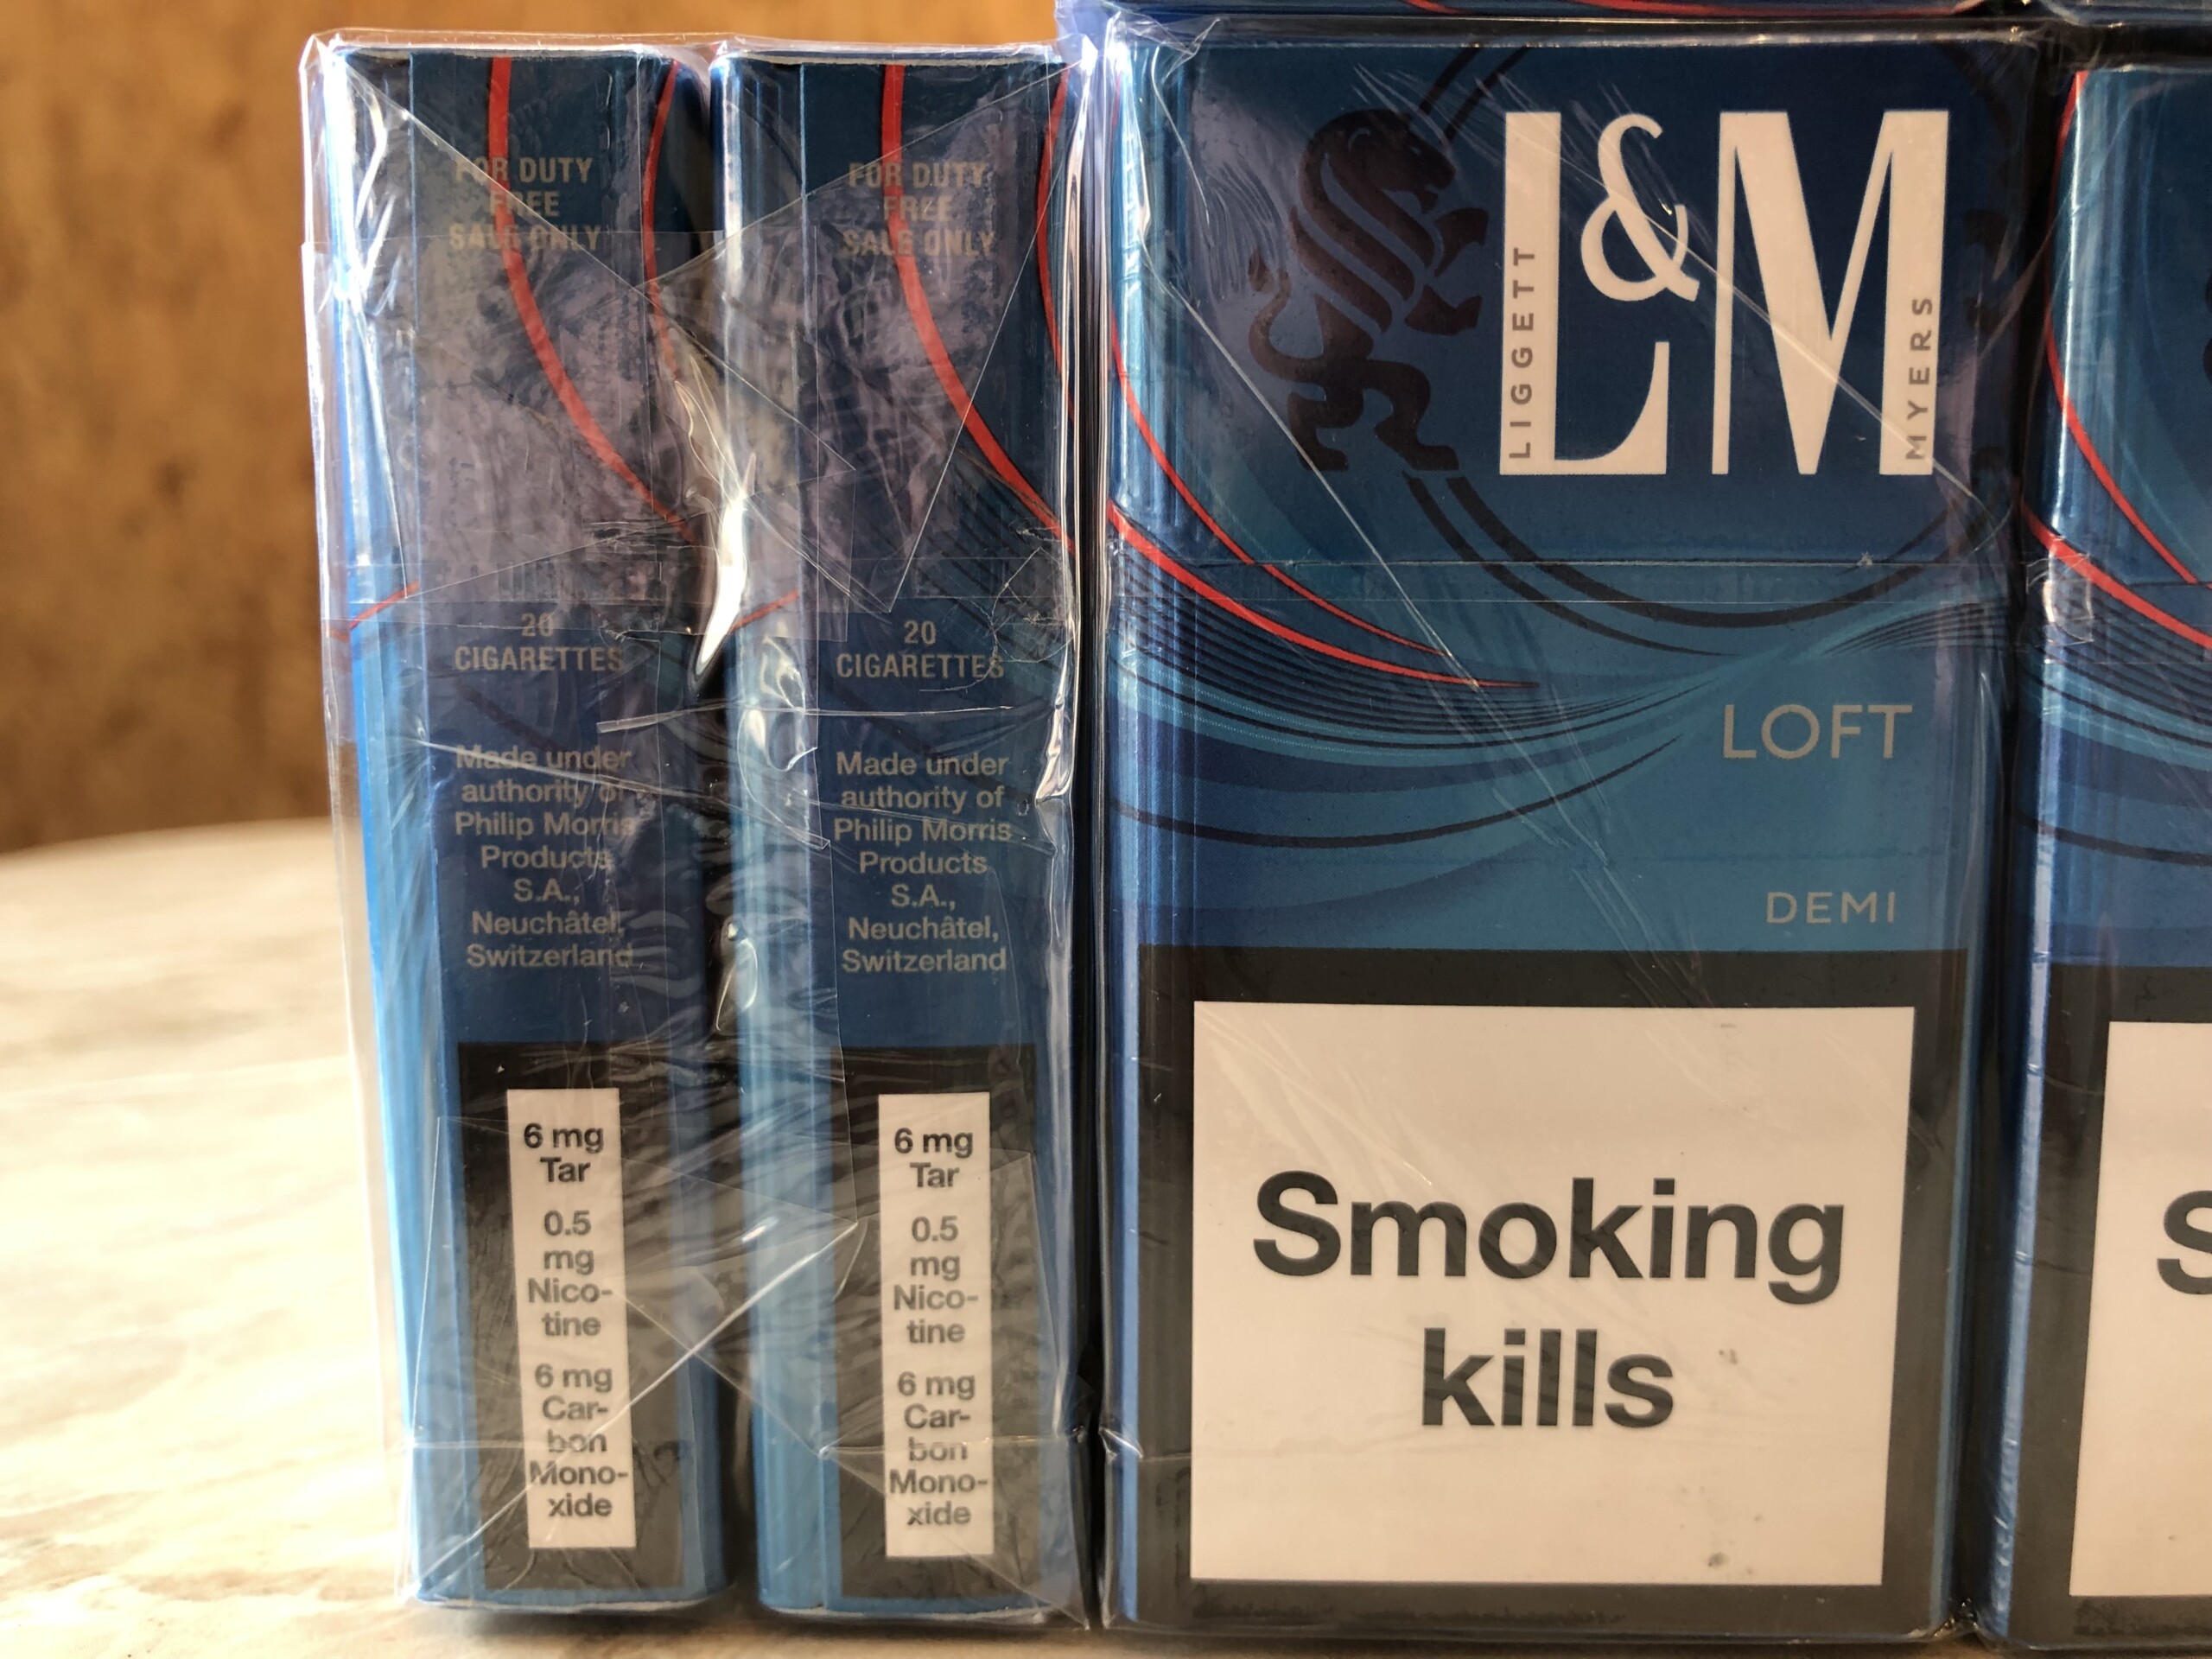 FOR DUTY
FREE
SALE ONLY
20
CIGARETTES
Made under
authority of
Philip Morris
Products
S.A.,
Neuchâtel,
Switzerland
6 mg
Tar
0.5
mg
Nico-
tine
6 mg
Car-
bon
Mono-
xide
FOR DUTY
FREE
SALE ONLY
20
CIGARETTES
Made under
authority of
Philip Morris
Products
S.A.,
Neuchâtel,
Switzerland
6 mg
Tar
0.5
mg
Nico-
tine
6 mg
Car-
bon
Mono-
xide
L&M
LIGGETT
MYERS
LOFT
DEMI
Smoking
kills
S